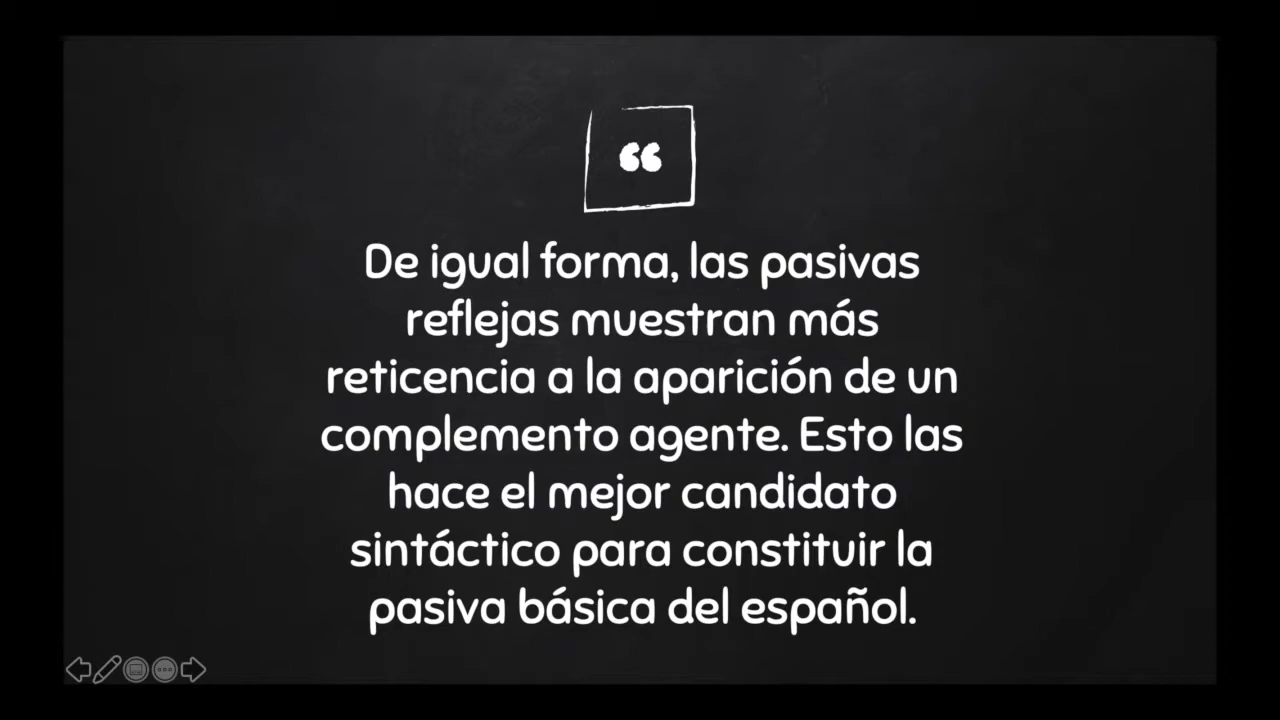 “
De igual forma, las pasivas
reflejas muestran más
reticencia a la aparición de un
complemento agente. Esto las
hace el mejor candidato
sintáctico para constituir la
pasiva básica del español.